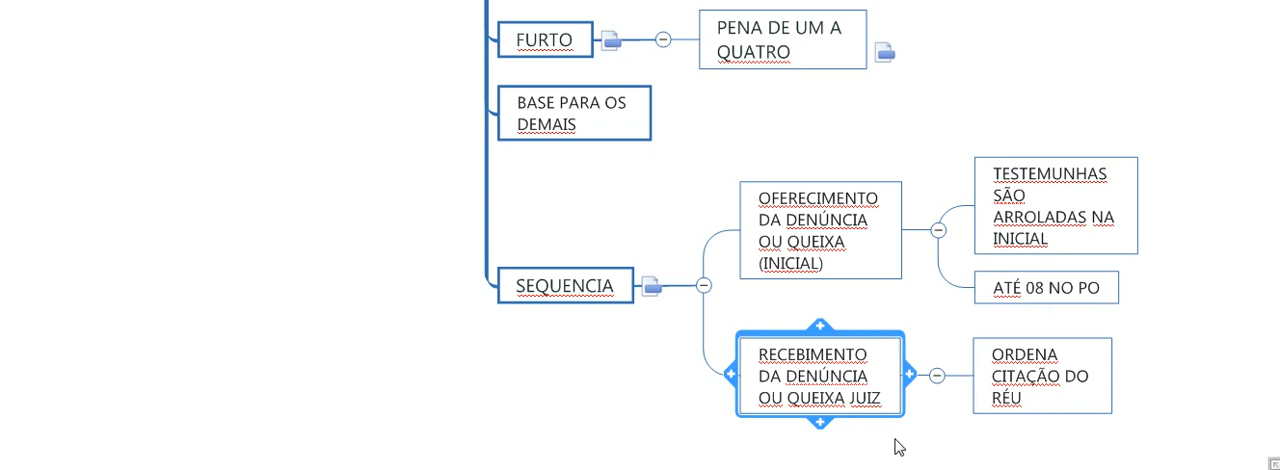 FURTO
PENA DE UM A
QUATRO
BASE PARA OS
DEMAIS
SEQUENCIA
OFERECIMENTO
DA DENÚNCIA
OU QUEIXA
(INICIAL)
TESTEMUNHAS
SÃO
ARROLADAS NA
INICIAL
ATÉ 08 NO PO
RECEBIMENTO
DA DENÚNCIA
OU QUEIXA JUIZ
ORDENA
CITAÇÃO DO
RÉU